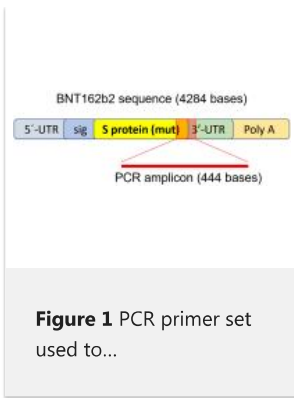 BNT162b2 sequence (4284 bases)
5´-UTR sig S protein (mut) 3´-UTR Poly A
PCR amplicon (444 bases)
Figure 1 PCR primer set
used to...